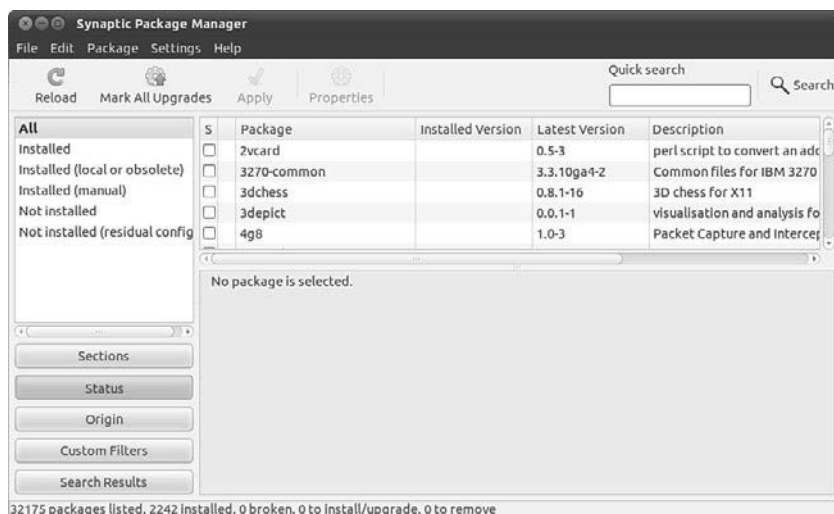 Synaptic Package Manager
File Edit Package Settings Help
Reload Mark All Upgrades Apply Properties
Quick search
Search
All
Installed
Installed (local or obsolete)
Installed (manual)
Not installed
Not installed (residual config
S Package Installed Version Latest Version Description
2vcard 0.5-3 perl script to convert an add
3270-common 3.3.10ga4-2 Common files for IBM 3270
3dchess 0.8.1-16 3D chess for X11
3depict 0.0.1-1 visualisation and analysis fo
4g8 1.0-3 Packet Capture and Intercep
No package is selected.
Sections
Status
Origin
Custom Filters
Search Results
32175 packages listed, 2242 installed, 0 broken. 0 to install/upgrade, 0 to remove